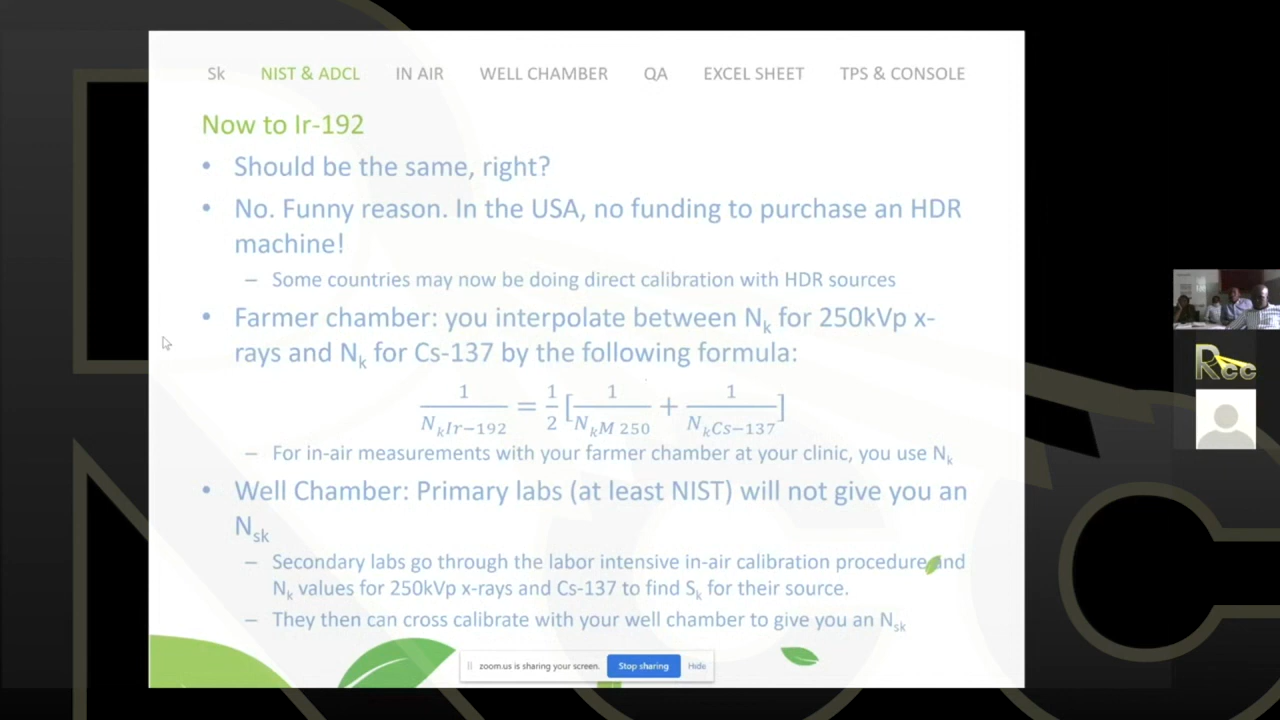 Sk NIST & ADCL IN AIR WELL CHAMBER QA EXCEL SHEET TPS & CONSOLE
Now to Ir-192
• Should be the same, right?
• No. Funny reason. In the USA, no funding to purchase an HDR
machine!
– Some countries may now be doing direct calibration with HDR sources
• Farmer chamber: you interpolate between Nk for 250kVp x-
rays and Nk for Cs-137 by the following formula:
1/NkIr−192 = 1/2 [1/NkM 250 + 1/NkCs−137]
– For in-air measurements with your farmer chamber at your clinic, you use Nk
• Well Chamber: Primary labs (at least NIST) will not give you an
Nsk
– Secondary labs go through the labor intensive in-air calibration procedure and
Nk values for 250kVp x-rays and Cs-137 to find Sk for their source.
– They then can cross calibrate with your well chamber to give you an Nsk
zoom.us is sharing your screen. Stop sharing Hide
Rcc